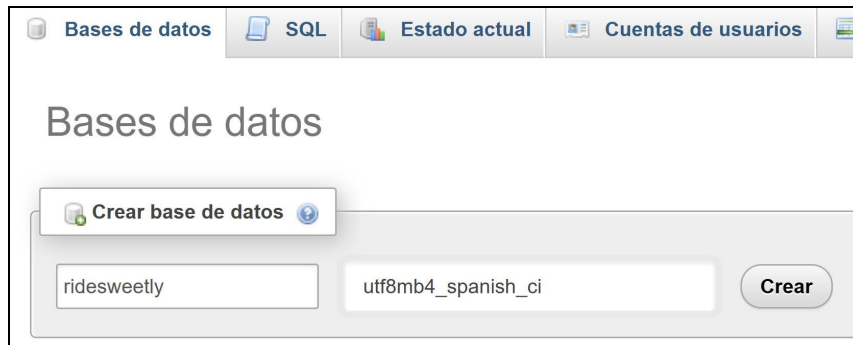 Bases de datos SQL Estado actual Cuentas de usuarios
Bases de datos
Crear base de datos
ridesweetly utf8mb4_spanish_ci Crear